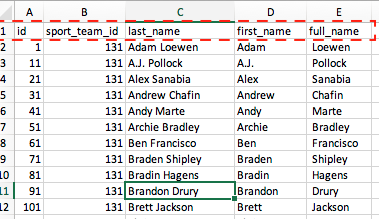 A B C D E
1 id sport_team_id last_name first_name full_name
2 1 131 Adam Loewen Adam Loewen
3 11 131 A.J. Pollock A.J. Pollock
4 21 131 Alex Sanabia Alex Sanabia
5 31 131 Andrew Chafin Andrew Chafin
6 41 131 Andy Marte Andy Marte
7 51 131 Archie Bradley Archie Bradley
8 61 131 Ben Francisco Ben Francisco
9 71 131 Braden Shipley Braden Shipley
10 81 131 Bradin Hagens Bradin Hagens
11 91 131 Brandon Drury Brandon Drury
12 101 131 Brett Jackson Brett Jackson